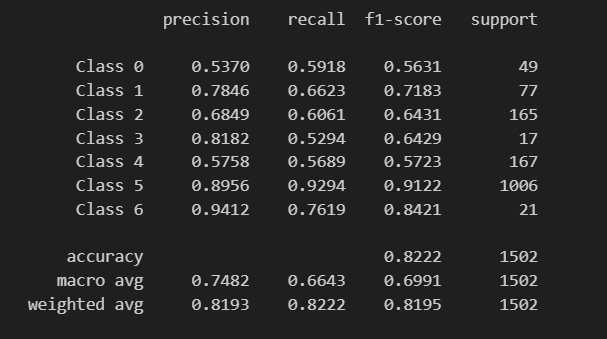 precision recall f1-score support
Class 0 0.5370 0.5918 0.5631 49
Class 1 0.7846 0.6623 0.7183 77
Class 2 0.6849 0.6061 0.6431 165
Class 3 0.8182 0.5294 0.6429 17
Class 4 0.5758 0.5689 0.5723 167
Class 5 0.8956 0.9294 0.9122 1006
Class 6 0.9412 0.7619 0.8421 21
accuracy 0.8222 1502
macro avg 0.7482 0.6643 0.6991 1502
weighted avg 0.8193 0.8222 0.8195 1502